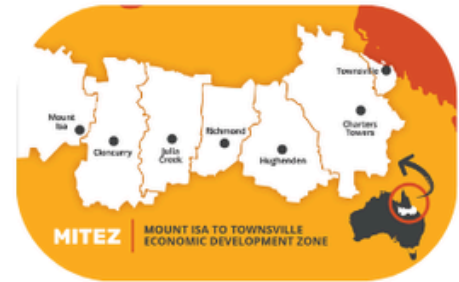 Townsville
Mount
Isa
Cloncurry
Julia
Creek
Richmond
Hughenden
Charters
Towers
MITEZ
MOUNT ISA TO TOWNSVILLE
ECONOMIC DEVELOPMENT ZONE